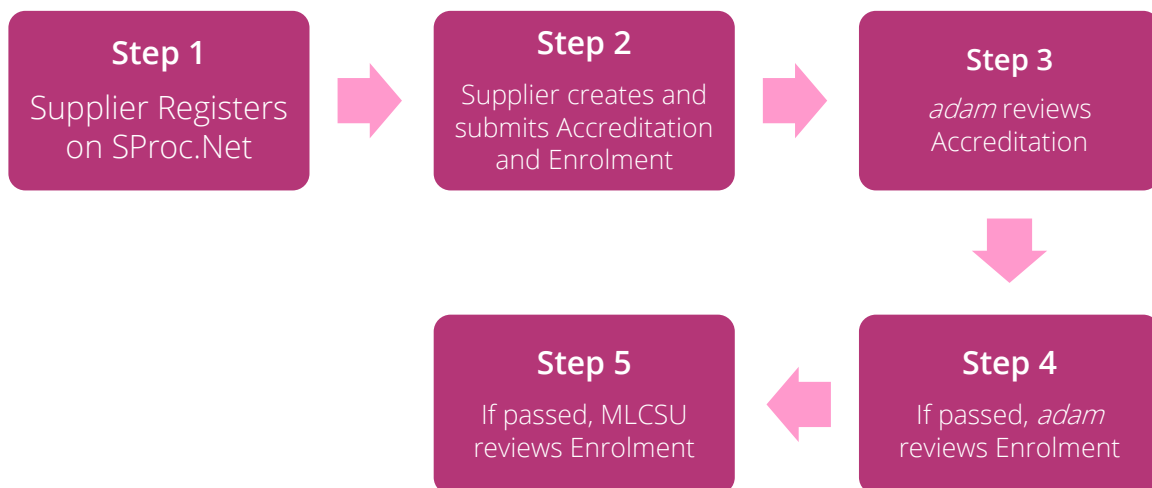 Step 1
Supplier Registers
on SProc.Net
Step 2
Supplier creates and
submits Accreditation
and Enrolment
Step 3
adam reviews
Accreditation
Step 4
If passed, adam
reviews Enrolment
Step 5
If passed, MLCSU
reviews Enrolment